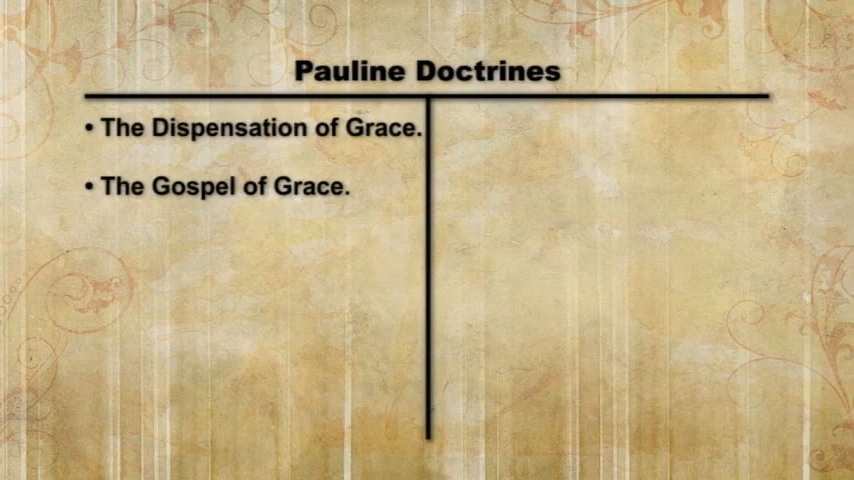 Pauline Doctrines
• The Dispensation of Grace.
• The Gospel of Grace.